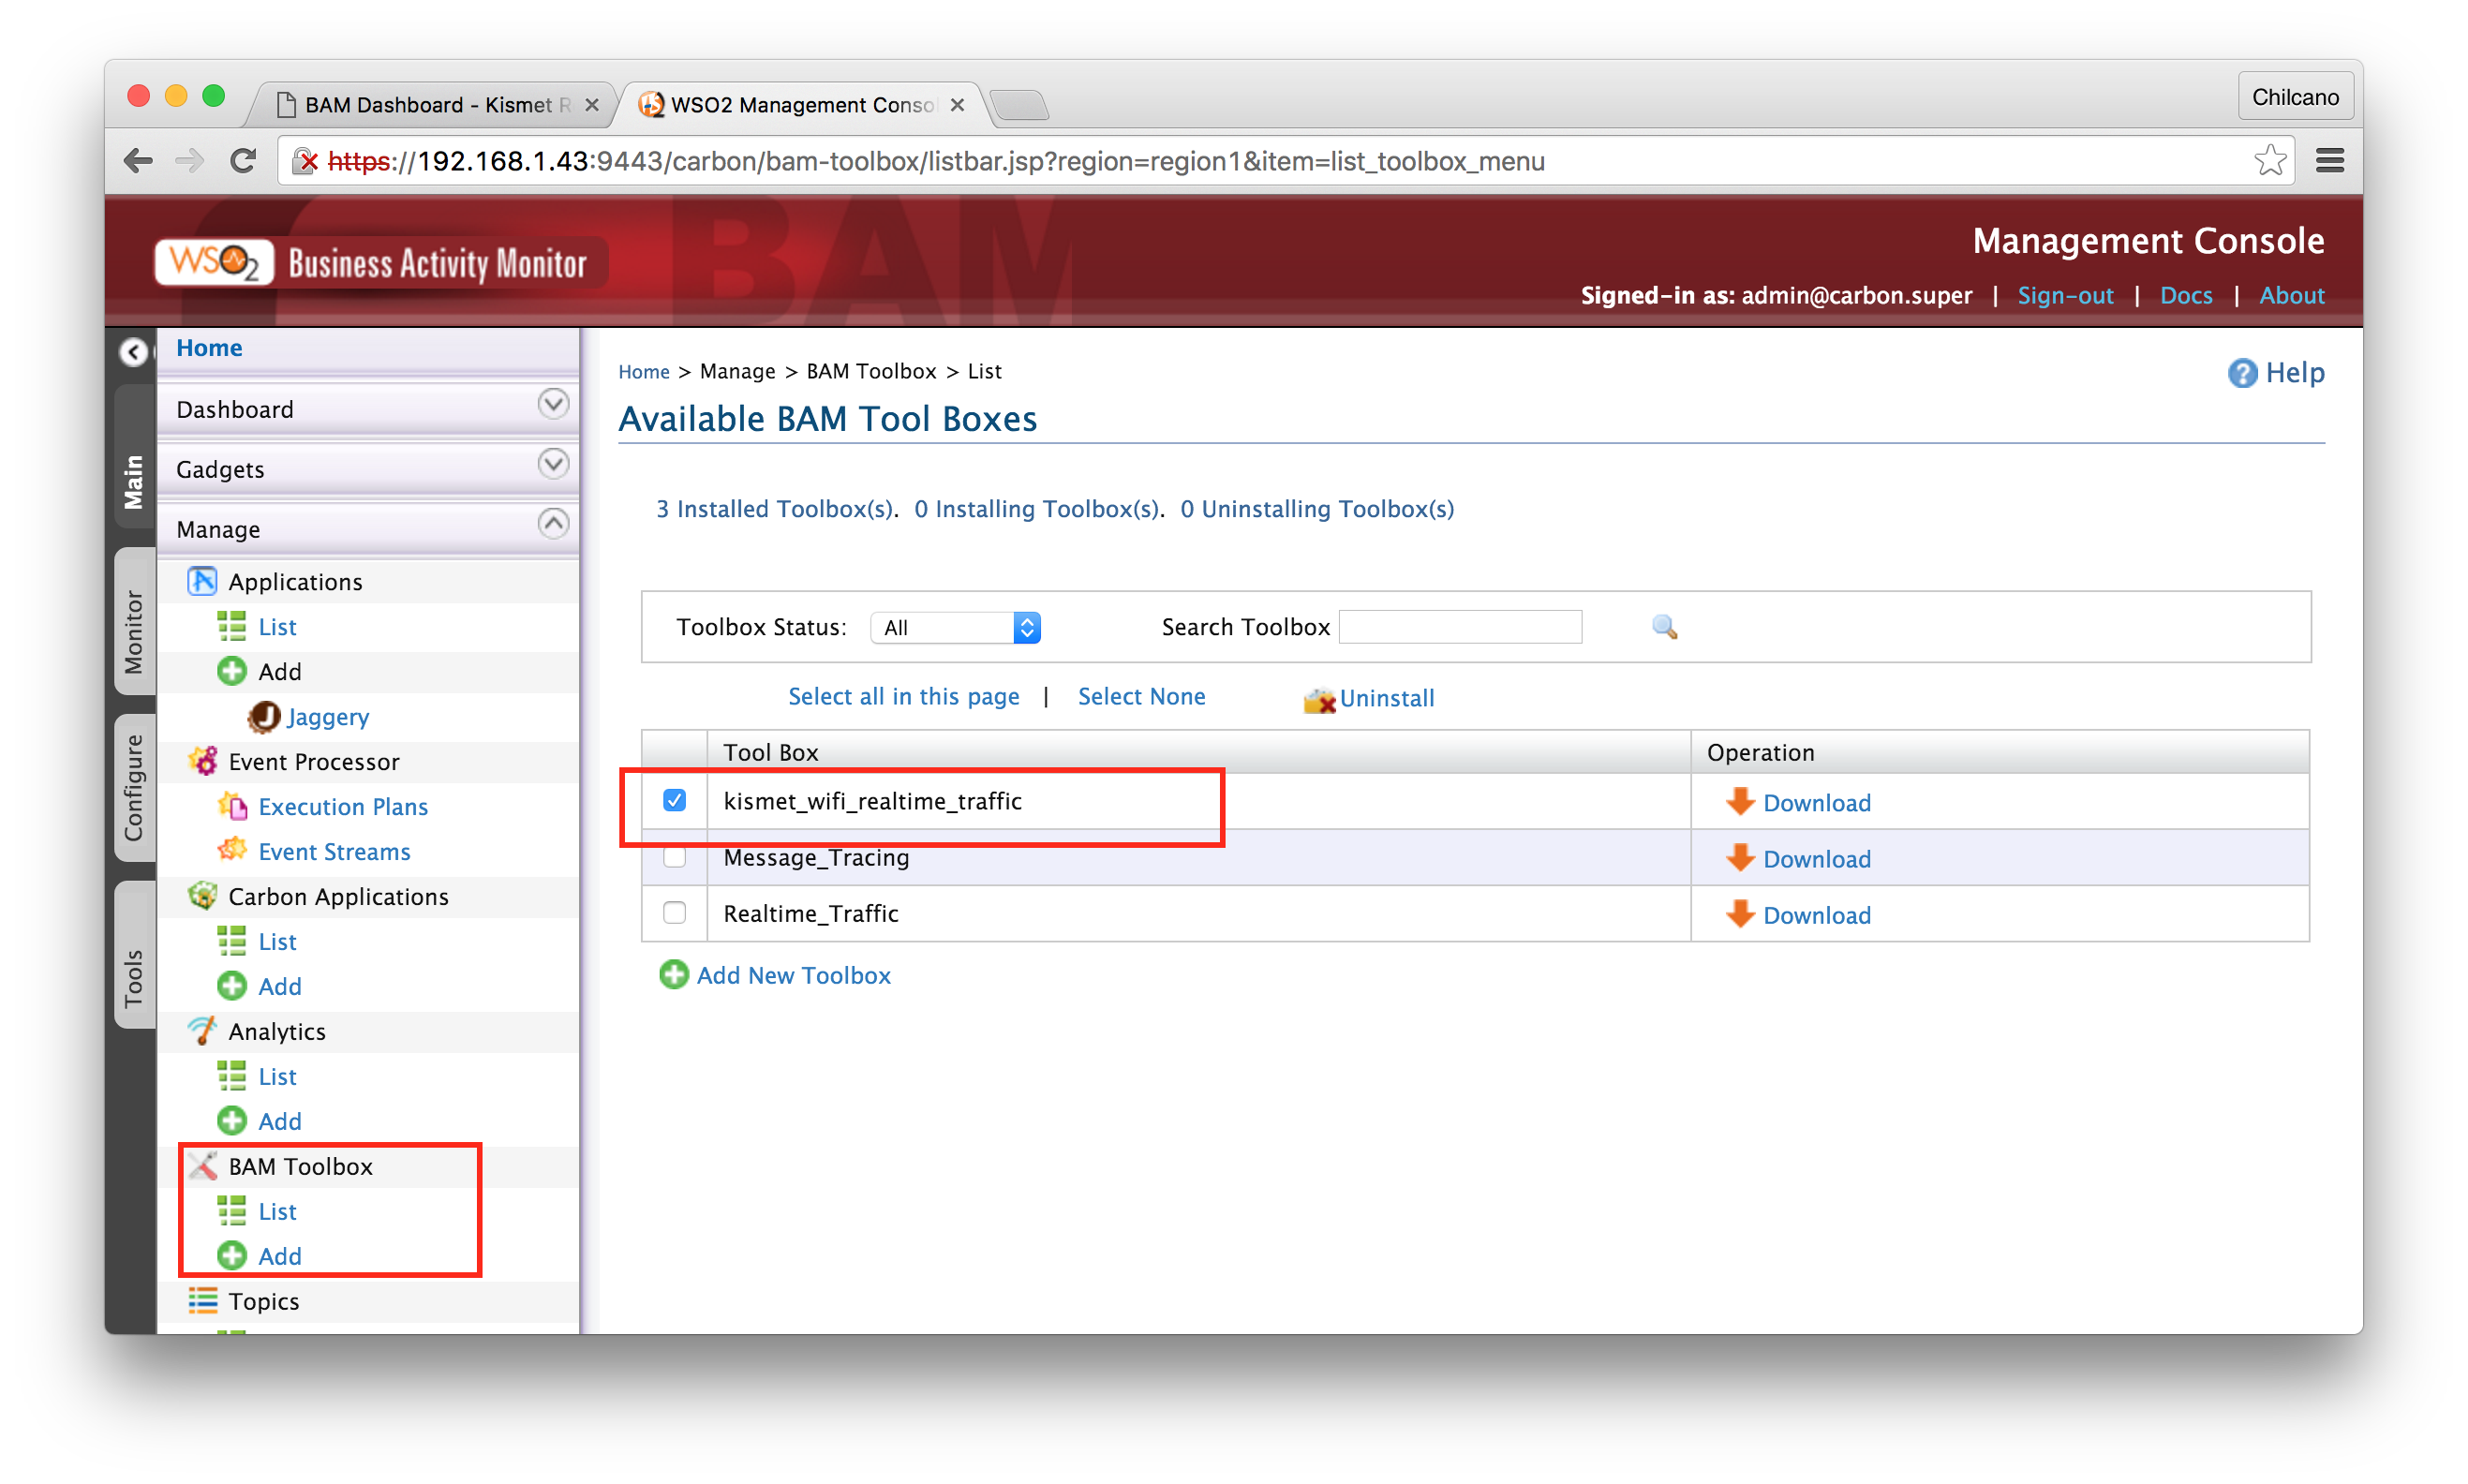 BAM Dashboard - Kismet R
WSO2 Management Consol
Chilcano
https://192.168.1.43:9443/carbon/bam-toolbox/listbar.jsp?region=region1&item=list_toolbox_menu
BAM
WSO2 Business Activity Monitor
Management Console
Signed-in as: admin@carbon.super | Sign-out | Docs | About
Main
Monitor
Configure
Tools
Home
Dashboard
Gadgets
Manage
Applications
List
Add
Jaggery
Event Processor
Execution Plans
Event Streams
Carbon Applications
List
Add
Analytics
List
Add
BAM Toolbox
List
Add
Topics
Home > Manage > BAM Toolbox > List
Help
Available BAM Tool Boxes
3 Installed Toolbox(s). 0 Installing Toolbox(s). 0 Uninstalling Toolbox(s)
Toolbox Status: All Search Toolbox
Select all in this page | Select None Uninstall
Tool Box Operation
kismet_wifi_realtime_traffic Download
Message_Tracing Download
Realtime_Traffic Download
Add New Toolbox